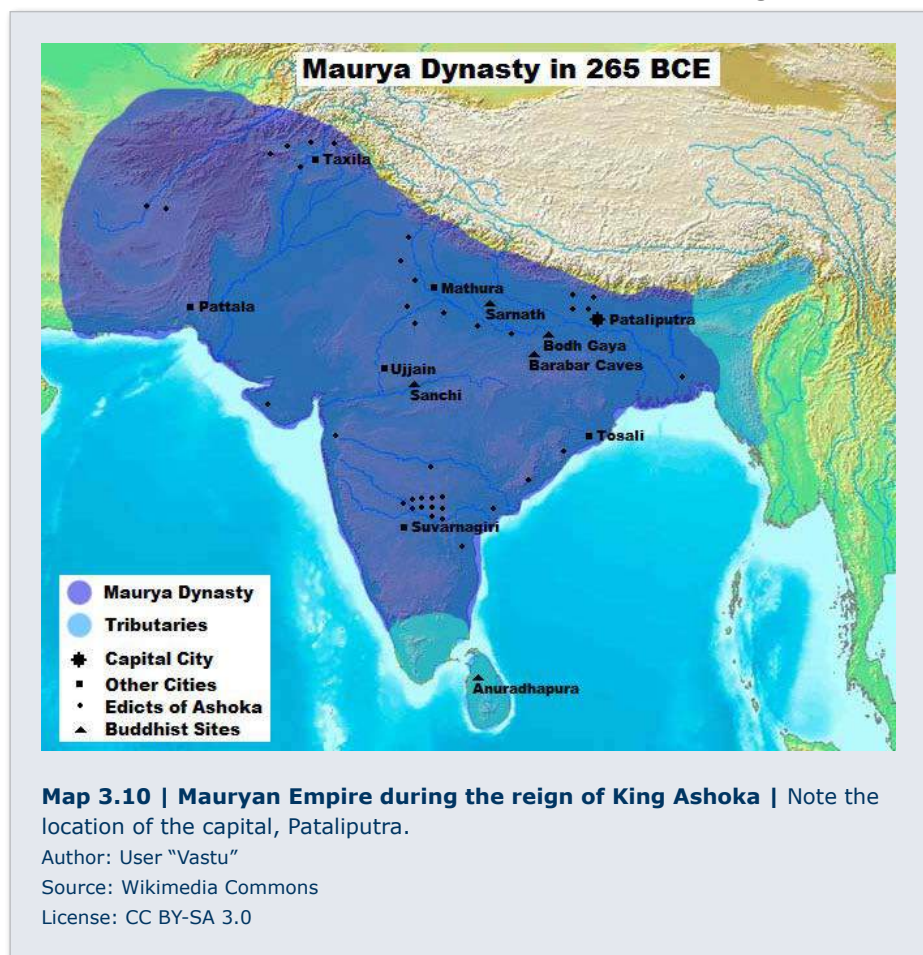 Maurya Dynasty in 265 BCE
Taxila
Pattala
Mathura
Sarnath
Pataliputra
Bodh Gaya
Barabar Caves
Ujjain
Sanchi
Tosali
Suvarnagiri
Anuradhapura
Maurya Dynasty
Tributaries
Capital City
Other Cities
Edicts of Ashoka
Buddhist Sites
Map 3.10 | Mauryan Empire during the reign of King Ashoka | Note the
location of the capital, Pataliputra.
Author: User “Vastu”
Source: Wikimedia Commons
License: CC BY-SA 3.0